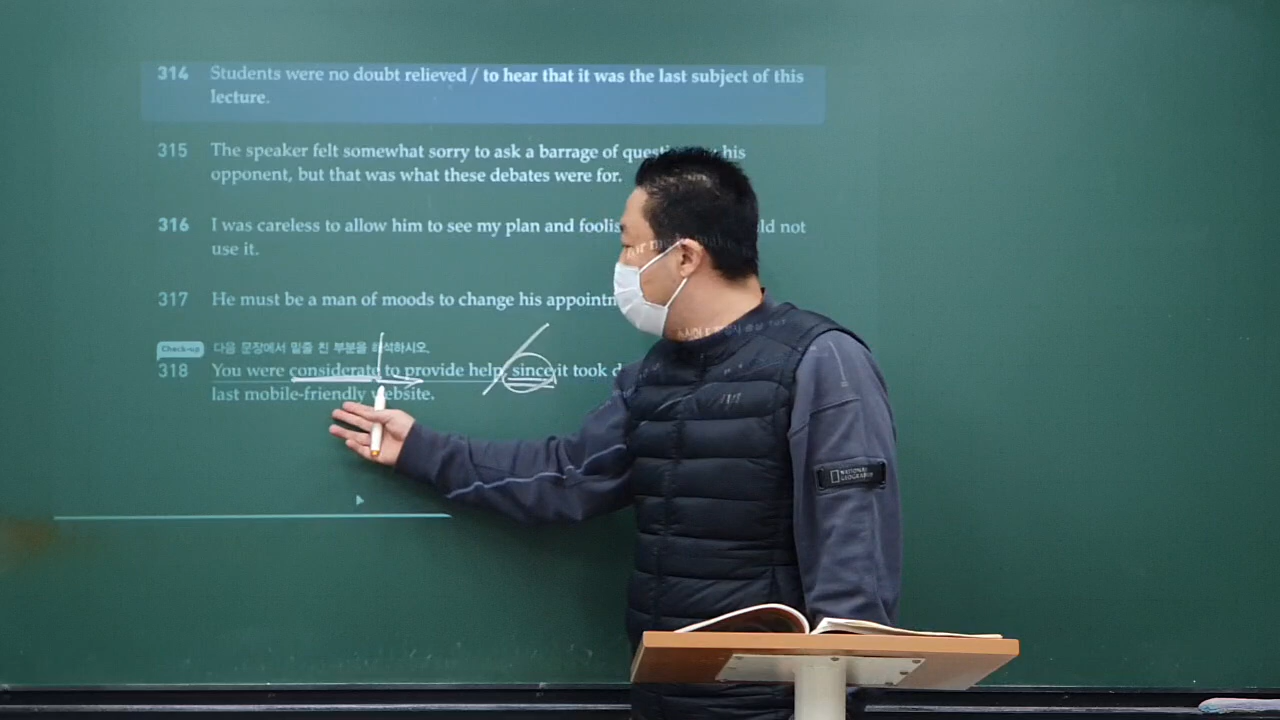 314 Students were no doubt relieved / to hear that it was the last subject of this
lecture.
315 The speaker felt somewhat sorry to ask a barrage of his
opponent, but that was what these debates were for.
316 I was careless to allow him to see my plan and not
use it.
317 He must be a man of moods to change his
Check-up 다음 문장에서 밑줄 친 부분을 해석하시오.
318 You were considerate to provide help, since it took
last mobile-friendly website.
NATIONAL
GEOGRAPHIC